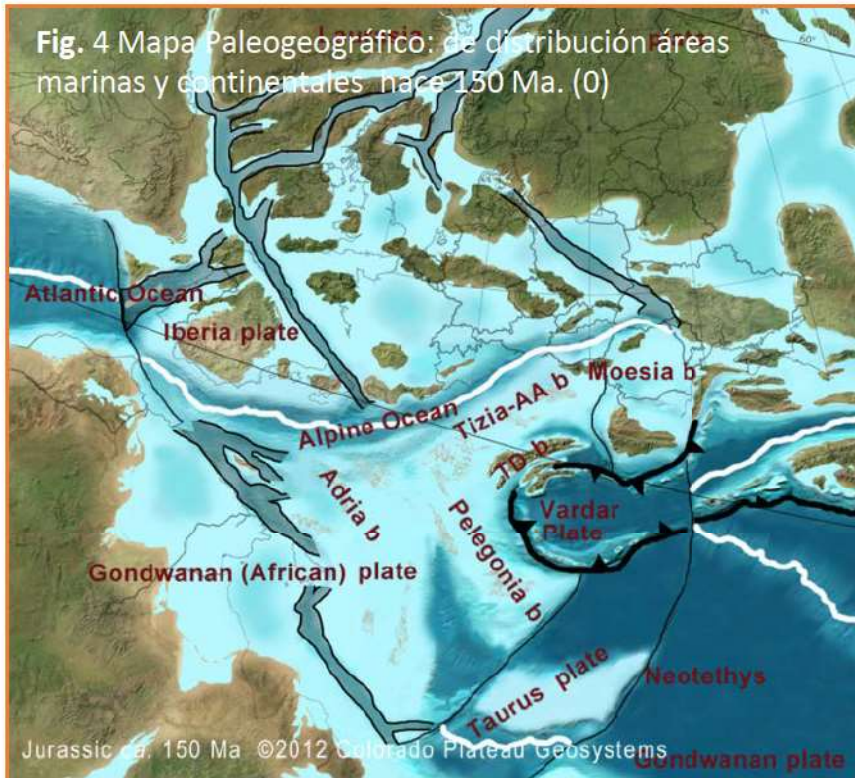 Fig. 4 Mapa Paleogeográfico: de distribución áreas
marinas y continentales hace 150 Ma. (0)
60°
Atlantic Ocean
Iberia plate
Moesia b
Alpine Ocean
Tizia-AA b
TD b
Adria b
Vardar
Plate
Pelegonia b
Gondwanan (African) plate
Taurus plate
Neotethys
Jurassic ca. 150 Ma ©2012 Colorado Plateau Geosystems
Gondwanan plate